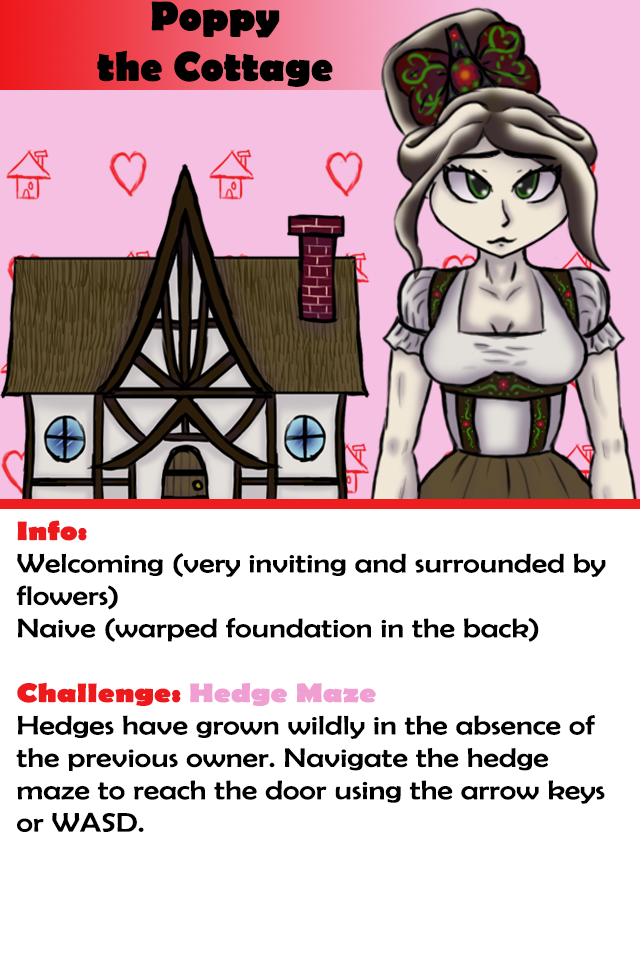 Poppy
the Cottage
Info:
Welcoming (very inviting and surrounded by
flowers)
Naive (warped foundation in the back)
Challenge: Hedge Maze
Hedges have grown wildly in the absence of
the previous owner. Navigate the hedge
maze to reach the door using the arrow keys
or WASD.